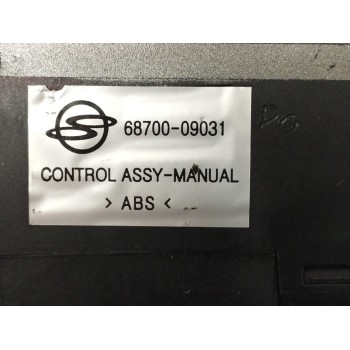 68700-09031
CONTROL ASSY-MANUAL
> ABS <